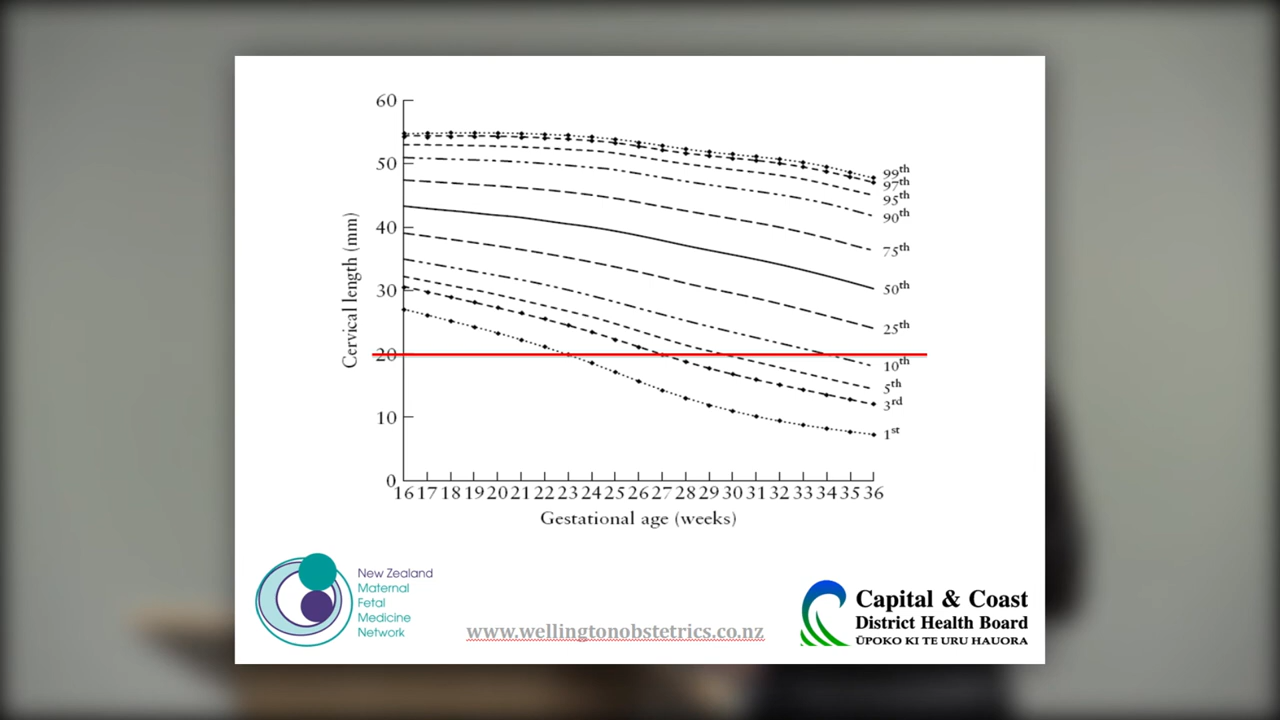 60
50
40
30
20
10
0
Cervical length (mm)
99th
97th
95th
90th
75th
50th
25th
10th
5th
3rd
1st
16 17 18 19 20 21 22 23 24 25 26 27 28 29 30 31 32 33 34 35 36
Gestational age (weeks)
New Zealand
Maternal
Fetal
Medicine
Network
www.wellingtonobstetrics.co.nz
Capital & Coast
District Health Board
ŪPOKO KI TE URU HAUORA